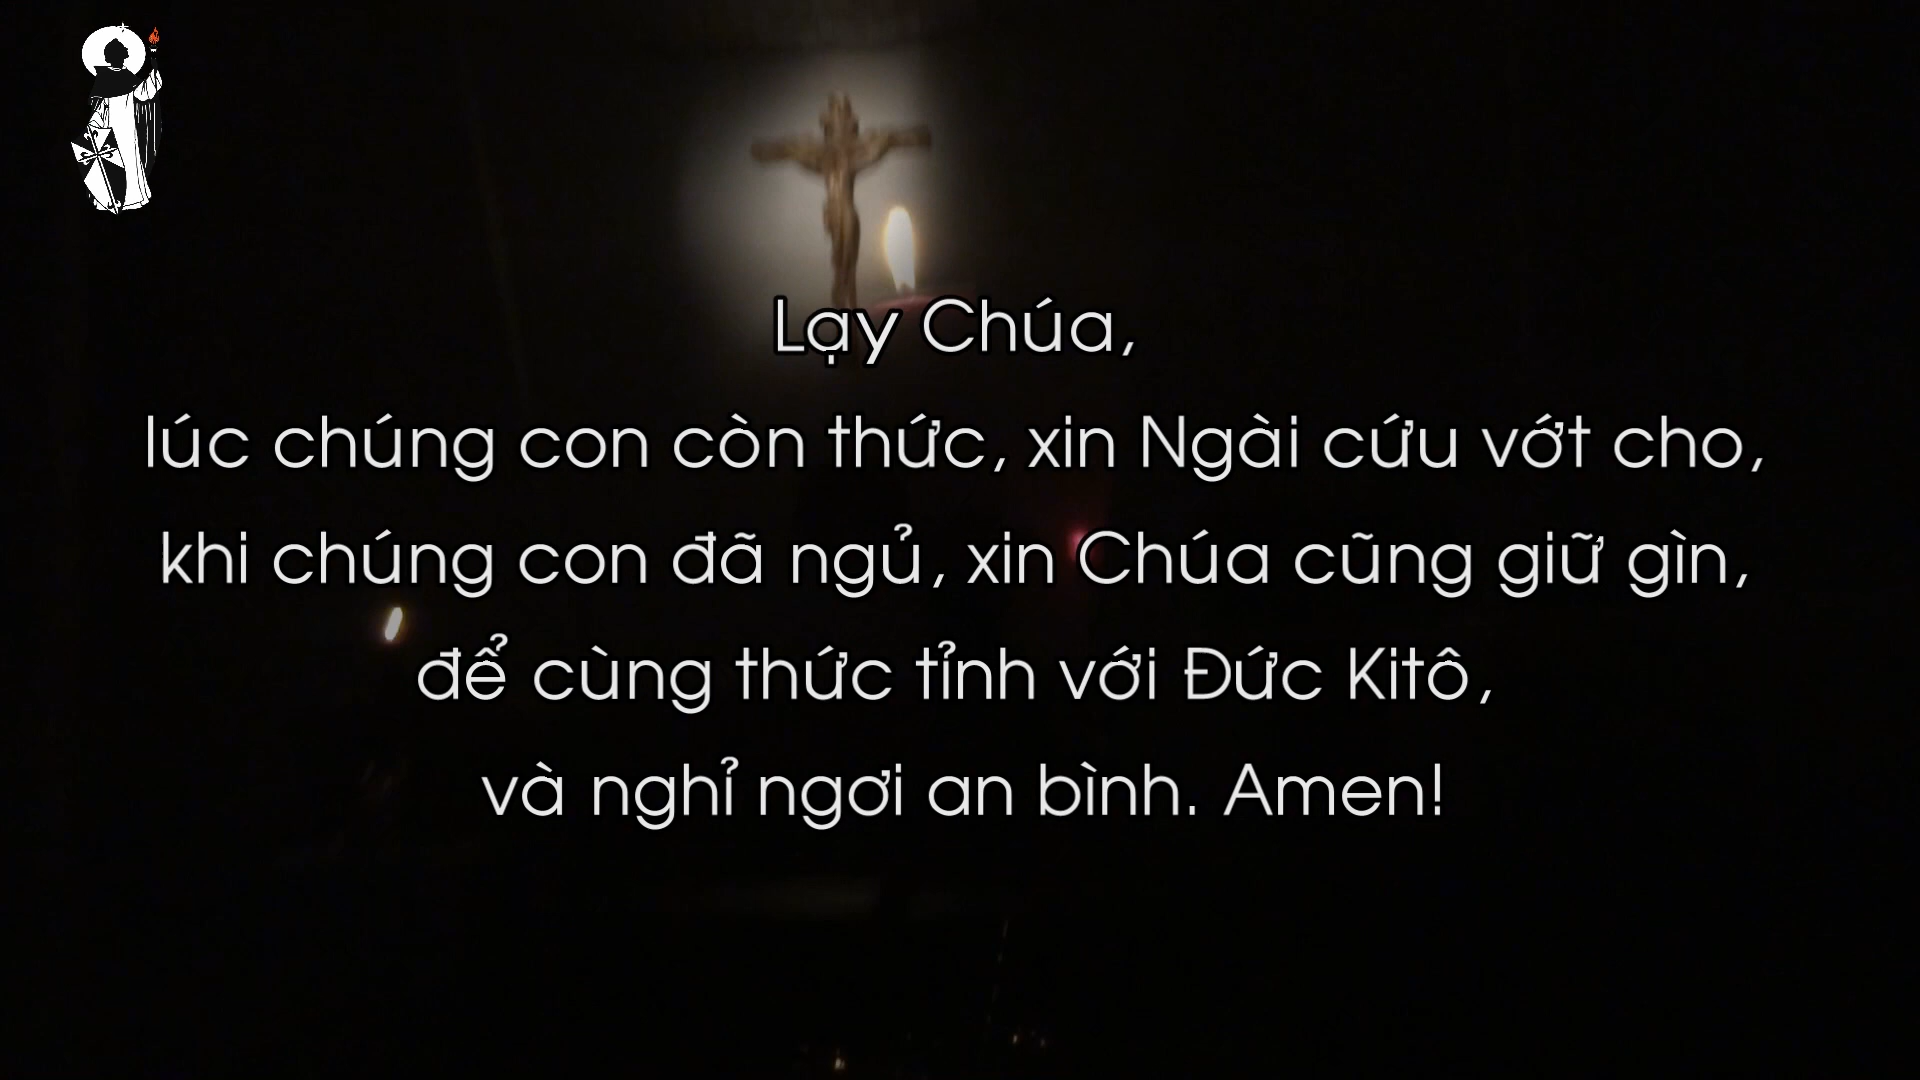 Lạy Chúa,
lúc chúng con còn thức, xin Ngài cứu vớt cho,
khi chúng con đã ngủ, xin Chúa cũng giữ gìn,
để cùng thức tỉnh với Đức Kitô,
và nghỉ ngơi an bình. Amen!